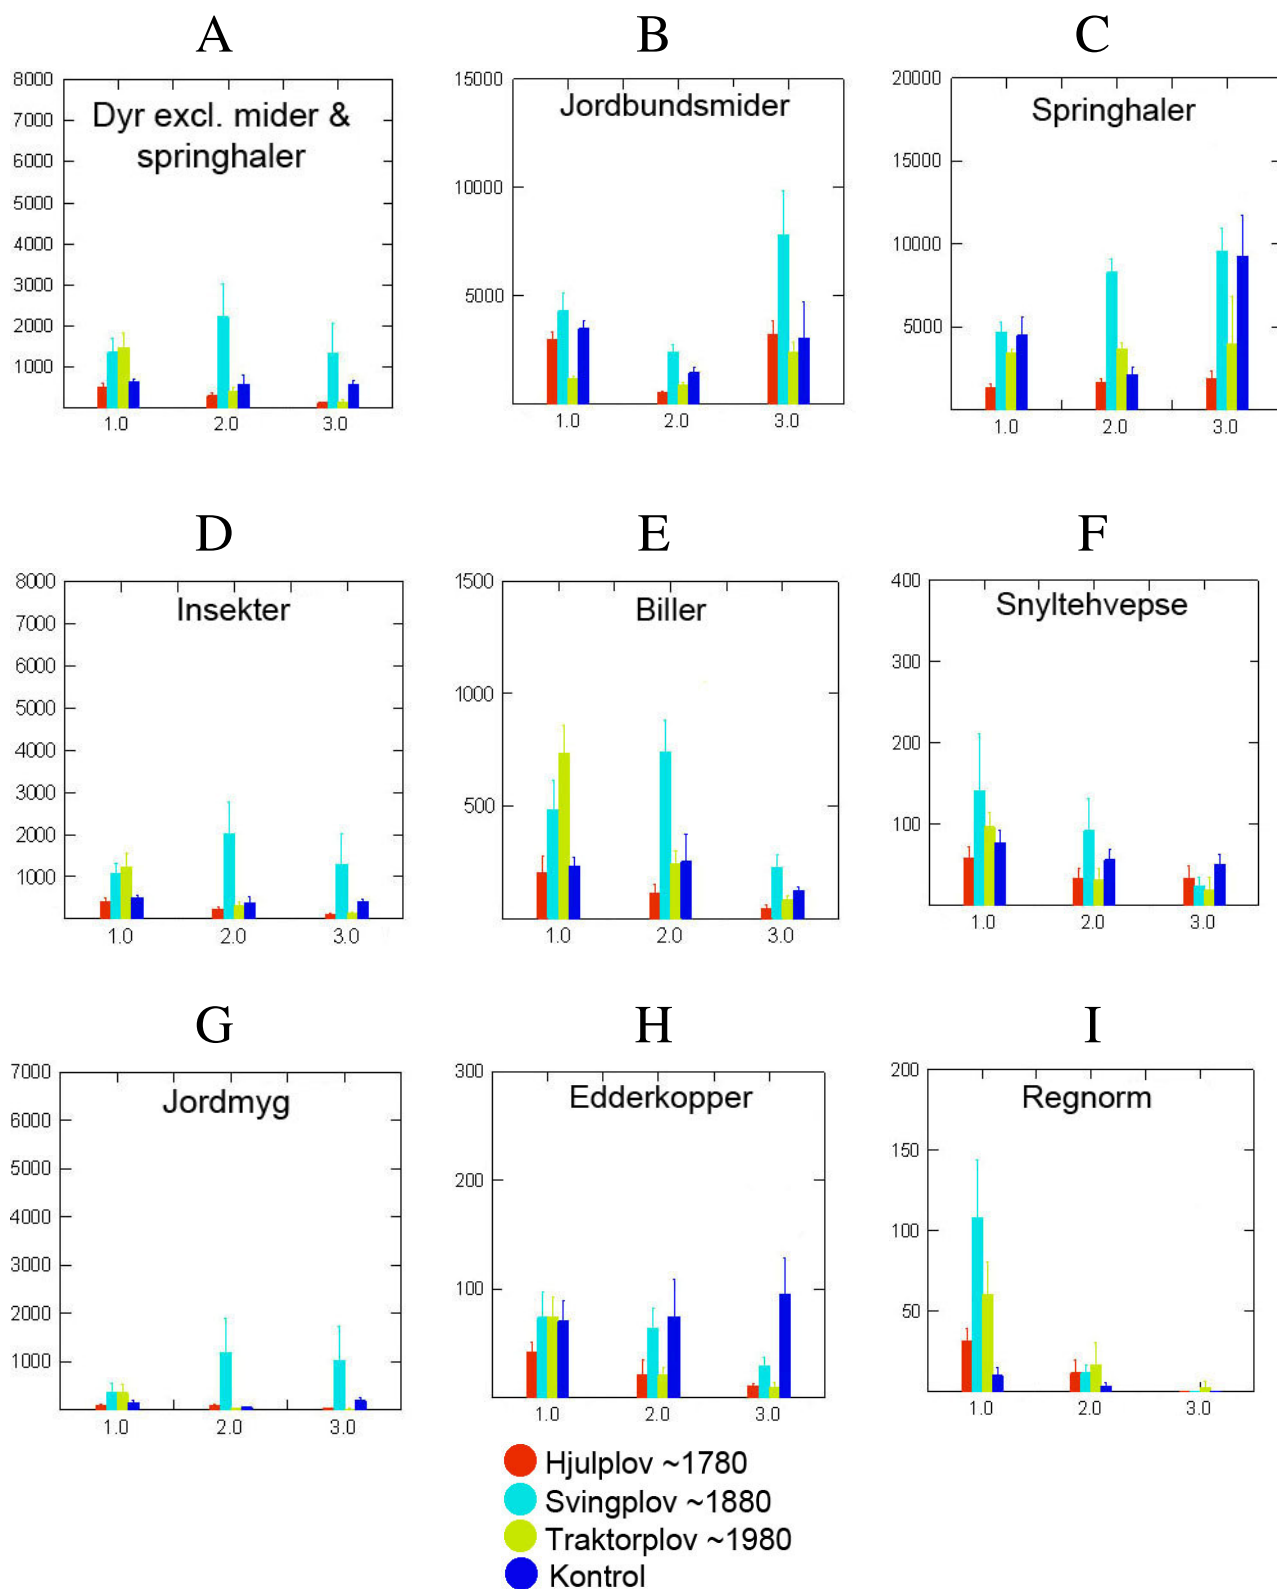 A
8000
7000
6000
5000
4000
3000
2000
1000
Dyr excl. mider &
springhaler
1.0 2.0 3.0
B
15000
10000
5000
Jordbundsmider
1.0 2.0 3.0
C
20000
15000
10000
5000
Springhaler
1.0 2.0 3.0
D
8000
7000
6000
5000
4000
3000
2000
1000
Insekter
1.0 2.0 3.0
E
1500
1000
500
Biller
1.0 2.0 3.0
F
400
300
200
100
Snyltehvepse
1.0 2.0 3.0
G
7000
6000
5000
4000
3000
2000
1000
Jordmyg
1.0 2.0 3.0
H
300
200
100
Edderkopper
1.0 2.0 3.0
I
200
150
100
50
Regnorm
1.0 2.0 3.0
Hjulplov ~1780
Svingplov ~1880
Traktorplov ~1980
Kontrol